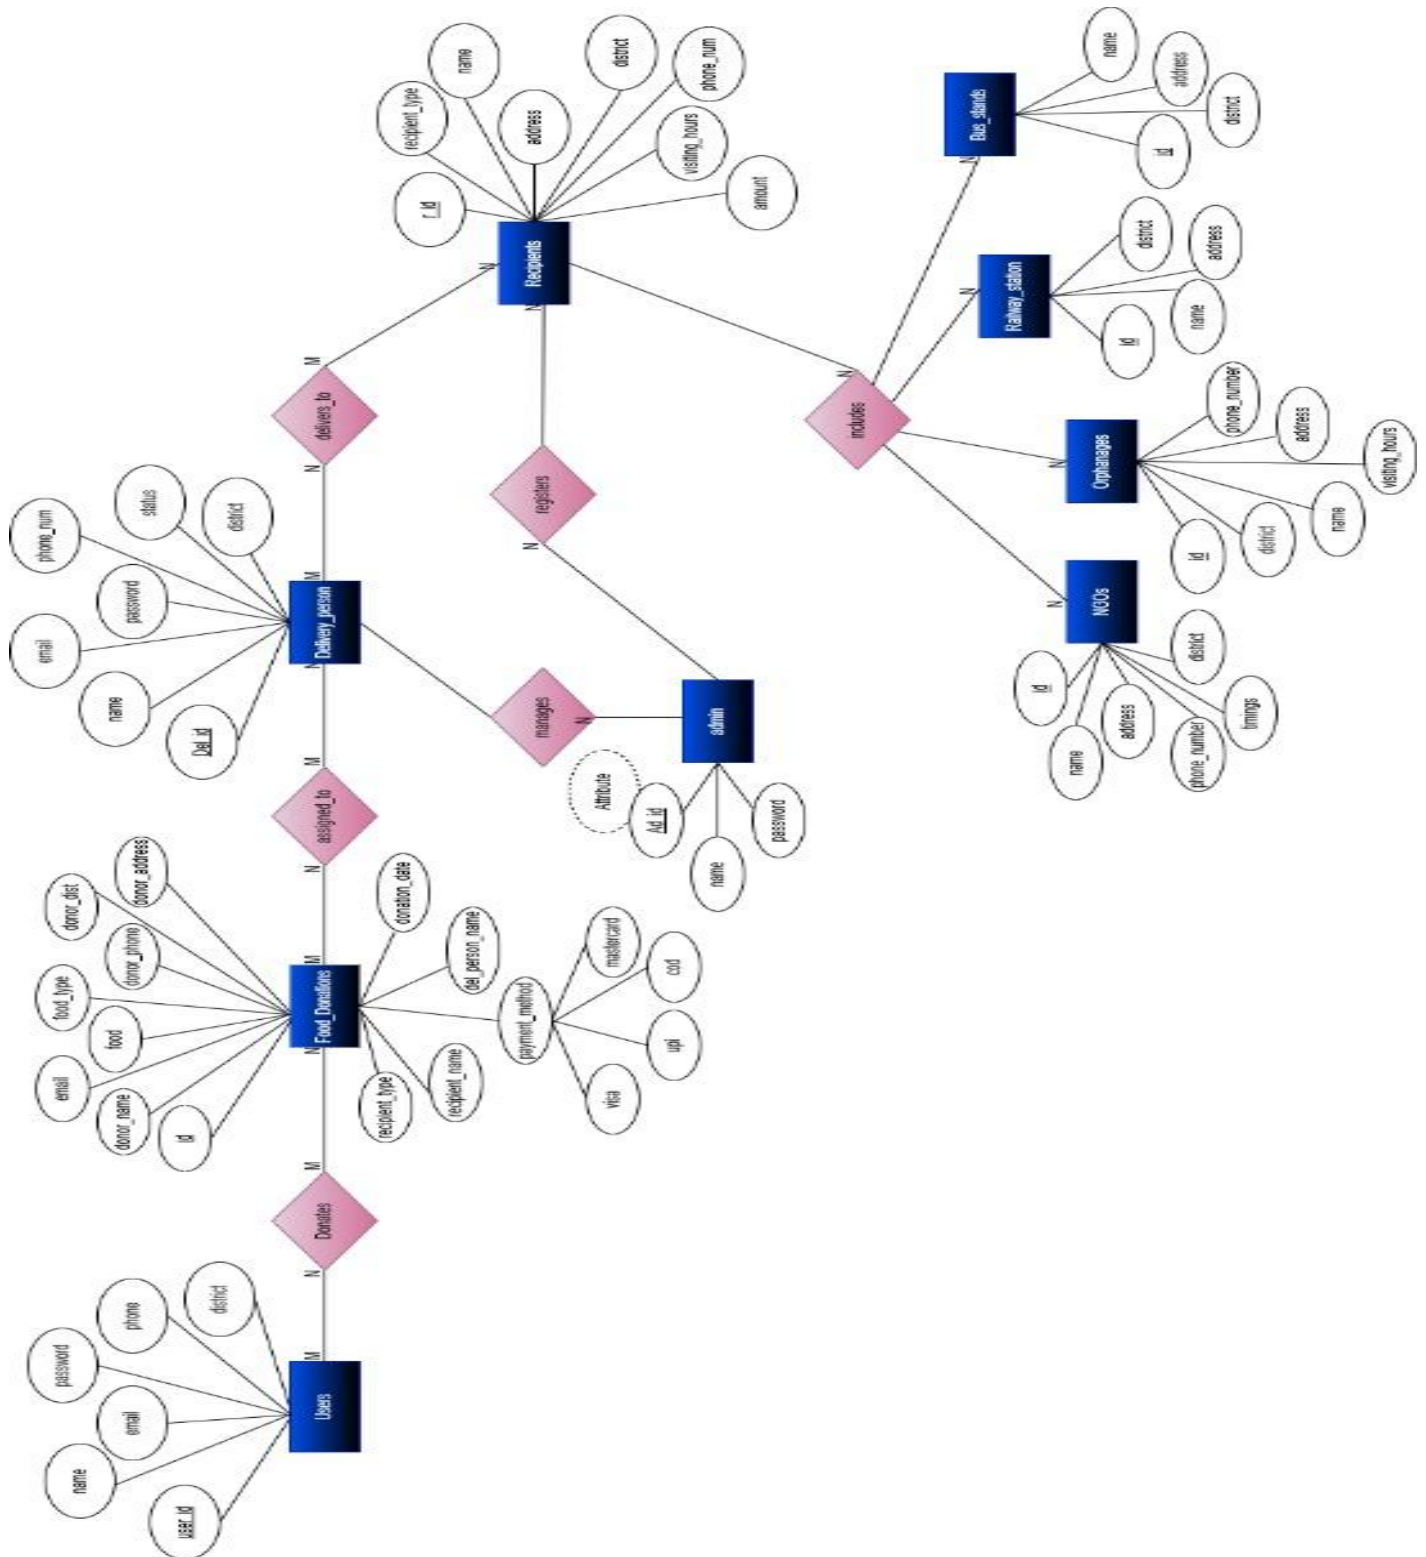 name
email
password
phone
district
user_id
Users
M
N
Donates
M
N
email
food
food_type
donor_dist
donor_name
donor_phone
donor_address
id
Food_Donations
recipient_type
recipient_name
payment_method
del_person_name
donation_date
visa
upi
cod
mastercard
M
N
assigned_to
M
N
email
phone_num
name
password
status
Del_id
district
Delivery_person
M
N
delivers_to
M
N
manages
N
Attribute
Ad_id
name
password
admin
N
registers
N
recipient_type
name
district
r_id
address
phone_num
visiting_hours
amount
Recipients
N
includes
N
N
N
N
NGOs
id
name
address
phone_number
timings
district
Orphanages
id
district
name
visiting_hours
address
phone_number
Railway_station
id
name
address
district
Bus_stands
id
district
address
name